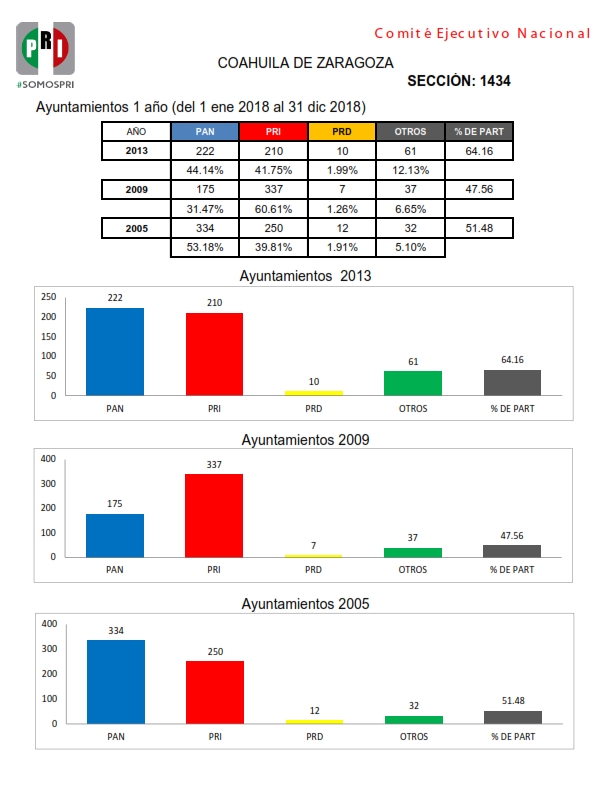 Comité Ejecutivo Nacional
PRI
#SOMOSPRI
COAHUILA DE ZARAGOZA
SECCIÓN: 1434
Ayuntamientos 1 año (del 1 ene 2018 al 31 dic 2018)
AÑO PAN PRI PRD OTROS % DE PART
2013 222 210 10 61 64.16
44.14% 41.75% 1.99% 12.13%
2009 175 337 7 37 47.56
31.47% 60.61% 1.26% 6.65%
2005 334 250 12 32 51.48
53.18% 39.81% 1.91% 5.10%
Ayuntamientos 2013
250
200
150
100
50
0
222 210 10 61 64.16
PAN PRI PRD OTROS % DE PART
Ayuntamientos 2009
400
300
200
100
0
175 337 7 37 47.56
PAN PRI PRD OTROS % DE PART
Ayuntamientos 2005
400
300
200
100
0
334 250 12 32 51.48
PAN PRI PRD OTROS % DE PART